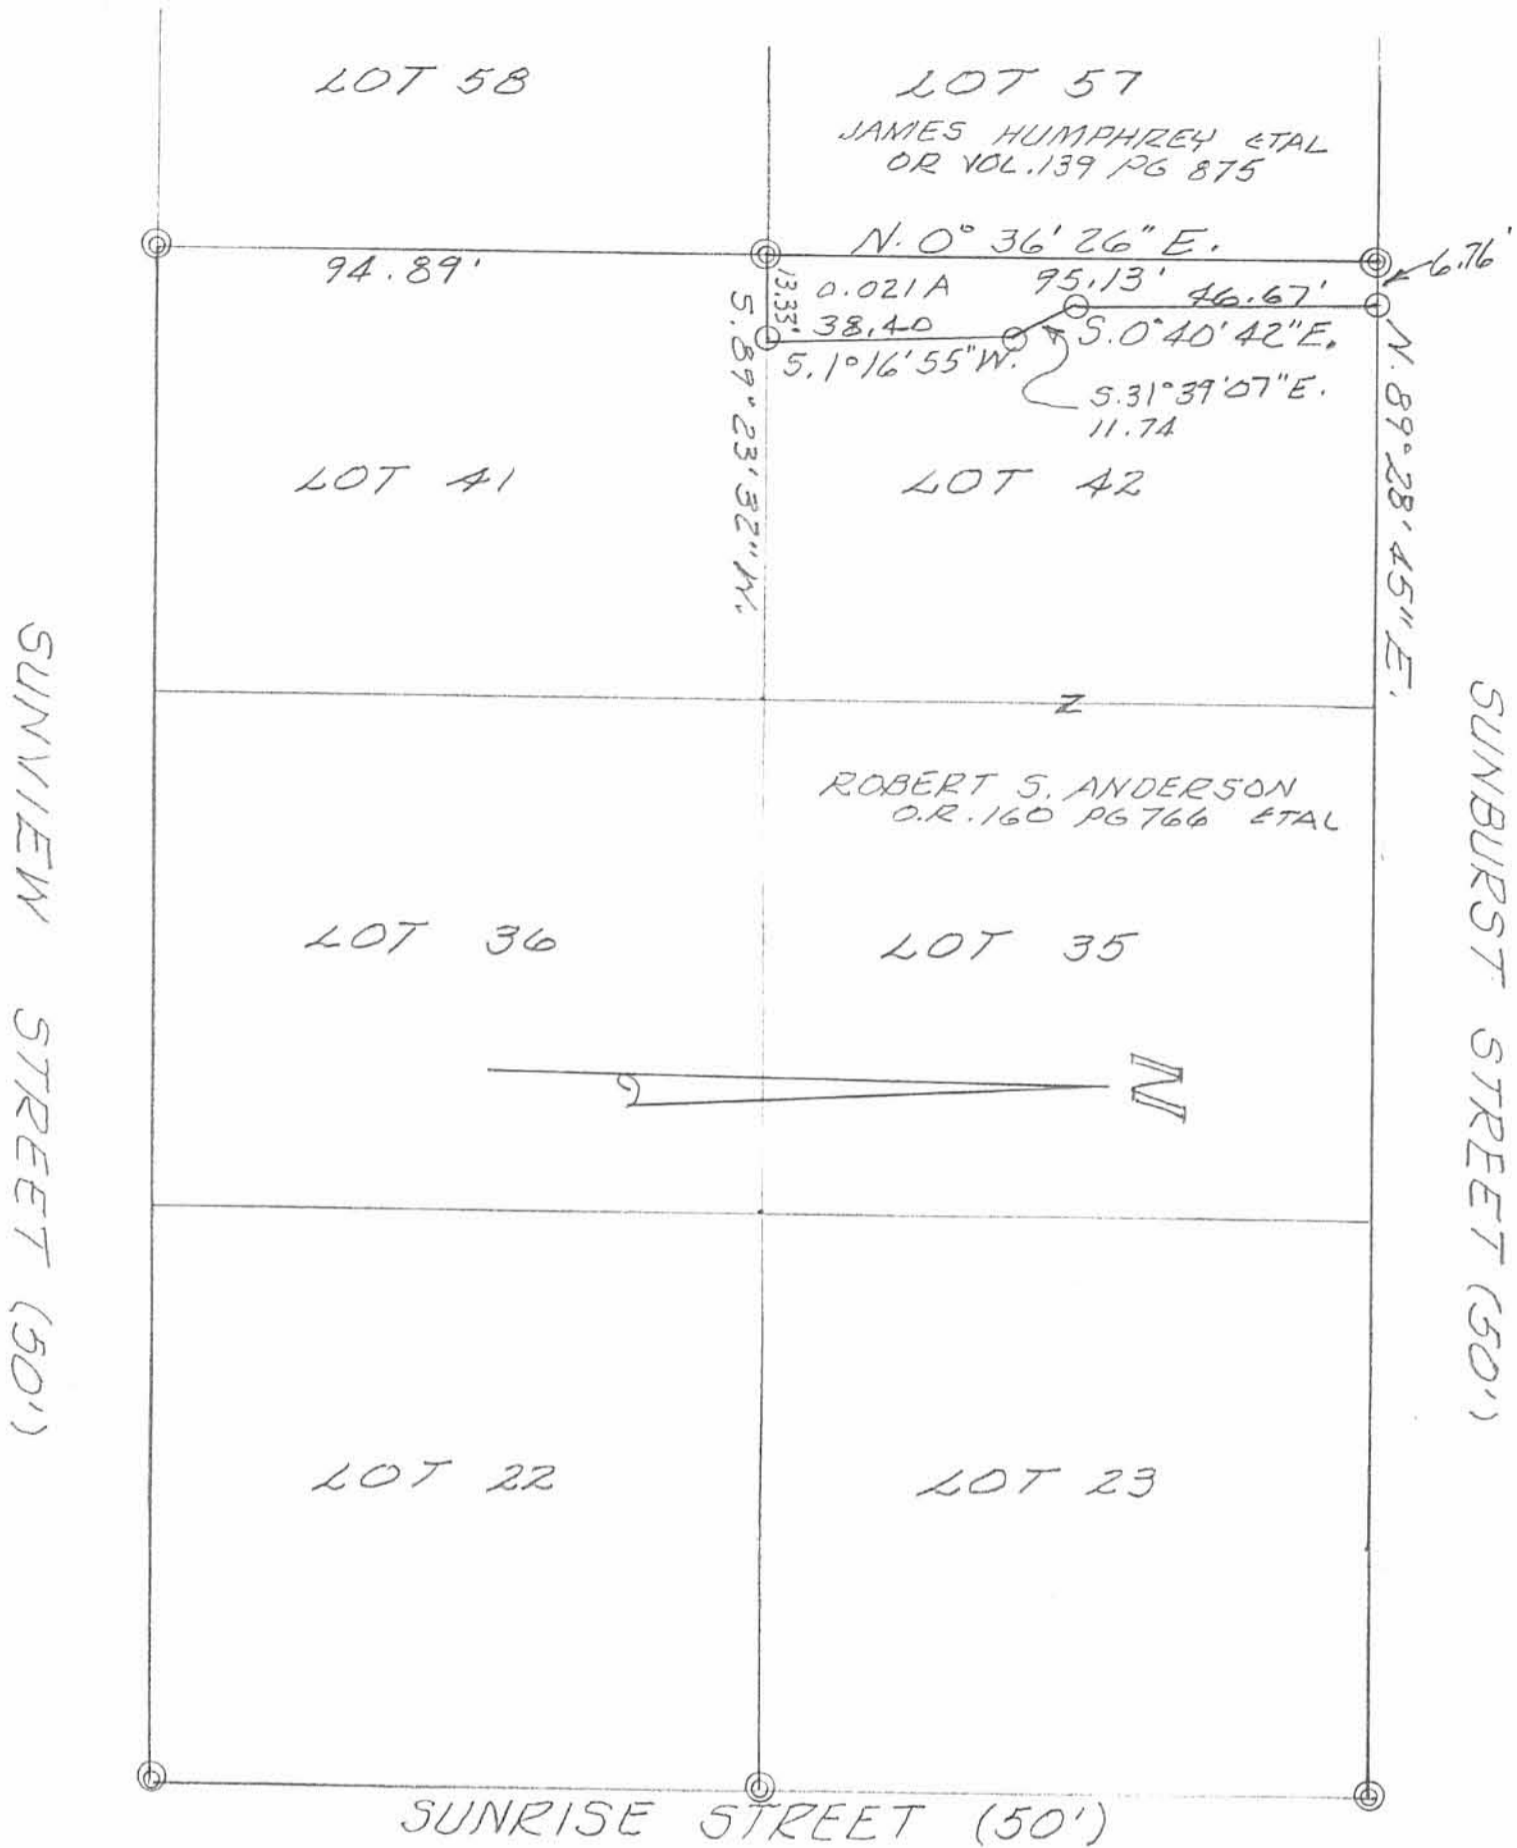 LOT 58
LOT 57
JAMES HUMPHREY ETAL
OR VOL.139 PG 875
N. 0° 36' 26" E.
94.89'
95.13'
6.76'
13.33'
0.021 A
46.67'
38.40
S.0°40'42"E.
S.1°16'55"W.
S.31°39'07"E.
11.74
S.89°23'32"W.
N.89°28'45"E.
LOT 41
LOT 42
Z
ROBERT S. ANDERSON
O.R.160 PG 766 ETAL
SUNVIEW STREET (50')
SUNBURST STREET (50')
LOT 36
LOT 35
N
LOT 22
LOT 23
SUNRISE STREET (50')